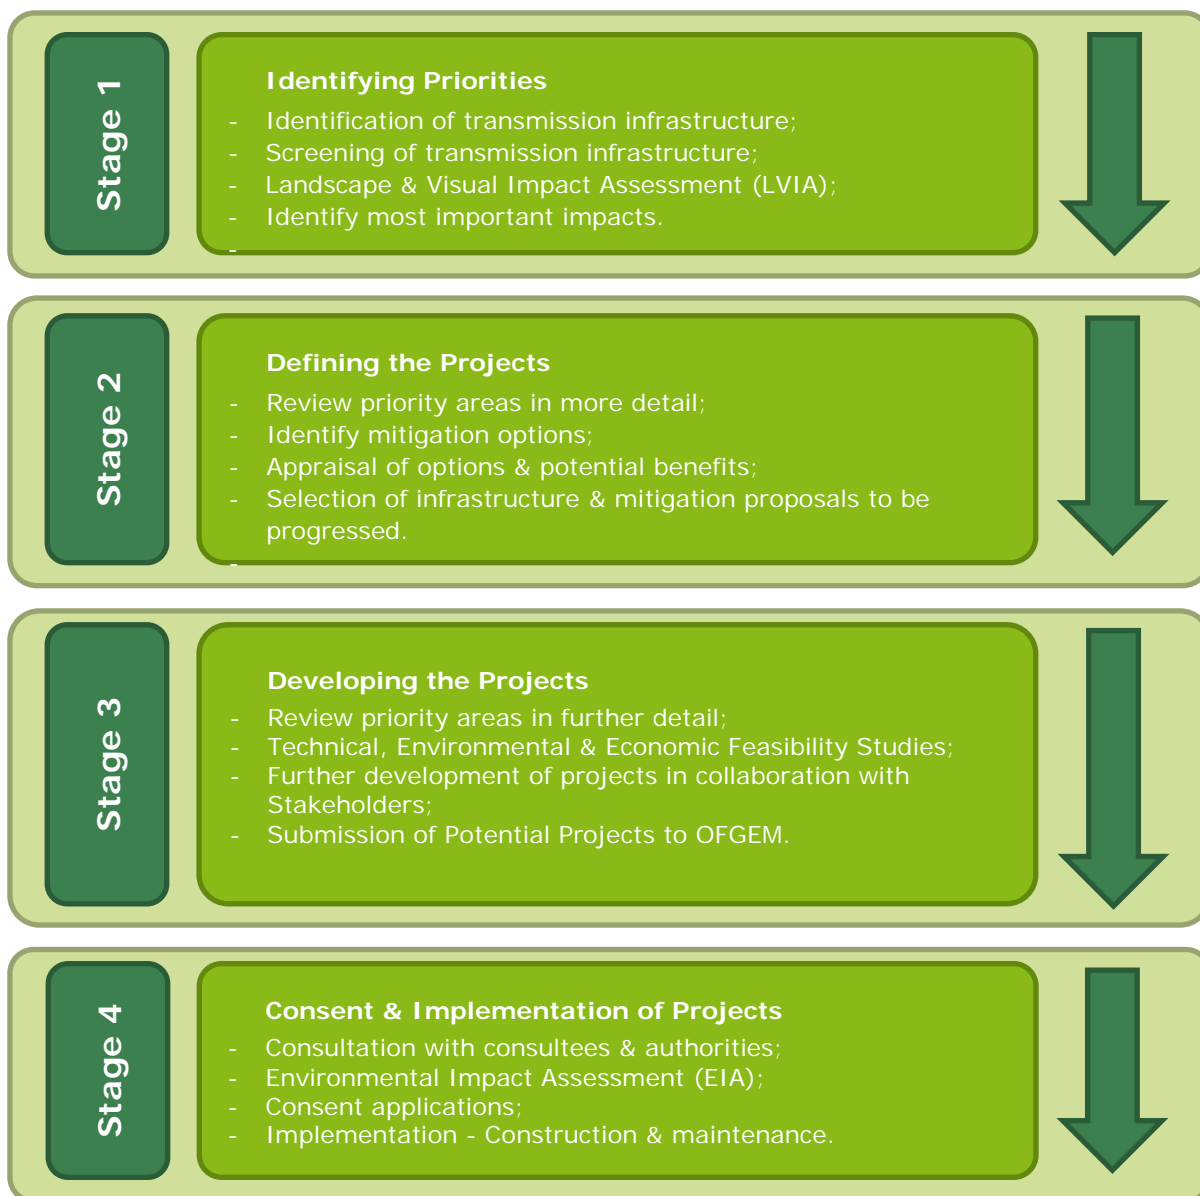 Stage 1
Identifying Priorities
- Identification of transmission infrastructure;
- Screening of transmission infrastructure;
- Landscape & Visual Impact Assessment (LVIA);
- Identify most important impacts.
-
Stage 2
Defining the Projects
- Review priority areas in more detail;
- Identify mitigation options;
- Appraisal of options & potential benefits;
- Selection of infrastructure & mitigation proposals to be
progressed.
-
Stage 3
Developing the Projects
- Review priority areas in further detail;
- Technical, Environmental & Economic Feasibility Studies;
- Further development of projects in collaboration with
Stakeholders;
- Submission of Potential Projects to OFGEM.
Stage 4
Consent & Implementation of Projects
- Consultation with consultees & authorities;
- Environmental Impact Assessment (EIA);
- Consent applications;
- Implementation - Construction & maintenance.